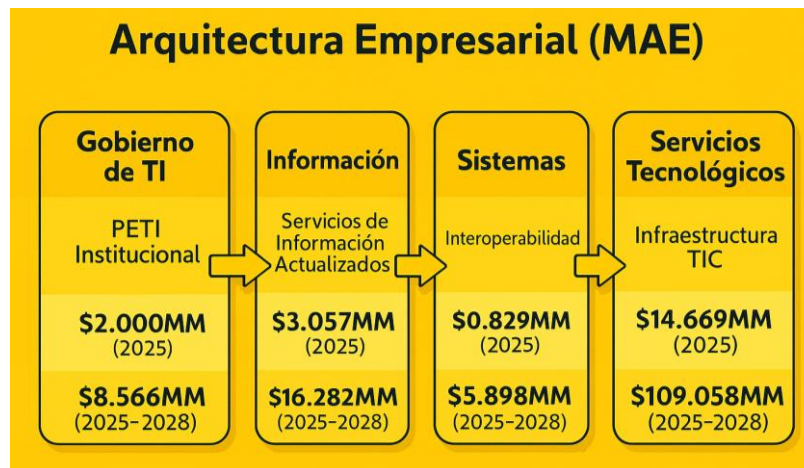 Arquitectura Empresarial (MAE)
Gobierno
de TI
PETI
Institucional
$2.000MM
(2025)
$8.566MM
(2025-2028)
Información
Servicios de
Información
Actualizados
$3.057MM
(2025)
$16.282MM
(2025-2028)
Sistemas
Interoperabilidad
$0.829MM
(2025)
$5.898MM
(2025-2028)
Servicios
Tecnológicos
Infraestructura
TIC
$14.669MM
(2025)
$109.058MM
(2025-2028)